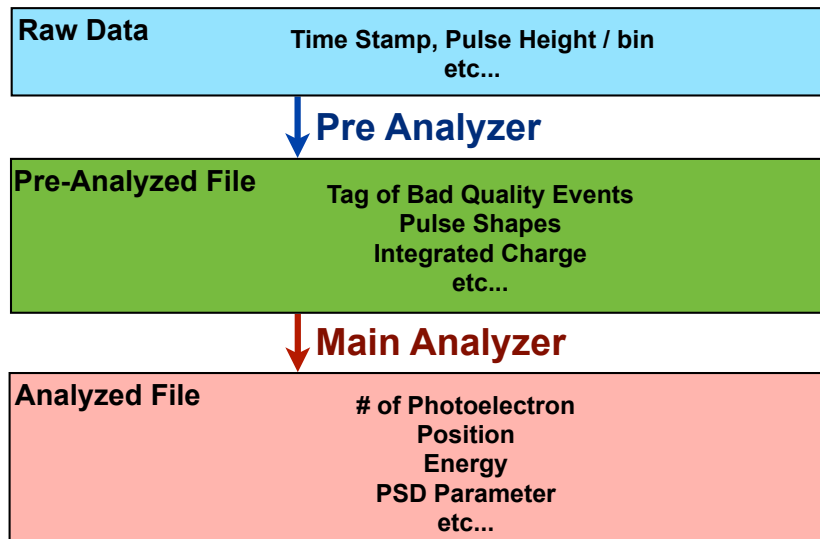 Raw Data
Time Stamp, Pulse Height / bin
etc...
Pre Analyzer
Pre-Analyzed File
Tag of Bad Quality Events
Pulse Shapes
Integrated Charge
etc...
Main Analyzer
Analyzed File
# of Photoelectron
Position
Energy
PSD Parameter
etc...